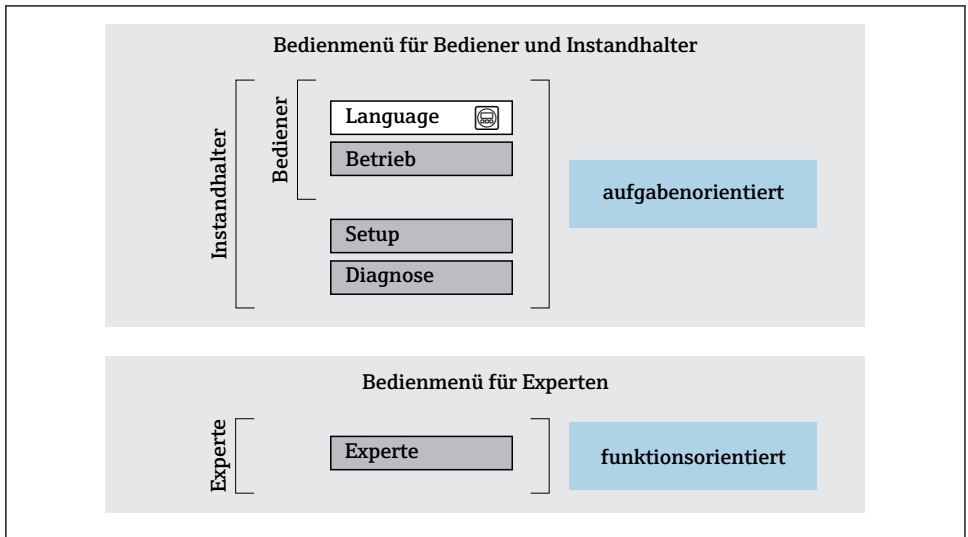 Bedienmenü für Bediener und Instandhalter
Instandhalter
Bediener
Language
Betrieb
Setup
Diagnose
aufgabenorientiert
Bedienmenü für Experten
Experte
Experte
funktionsorientiert